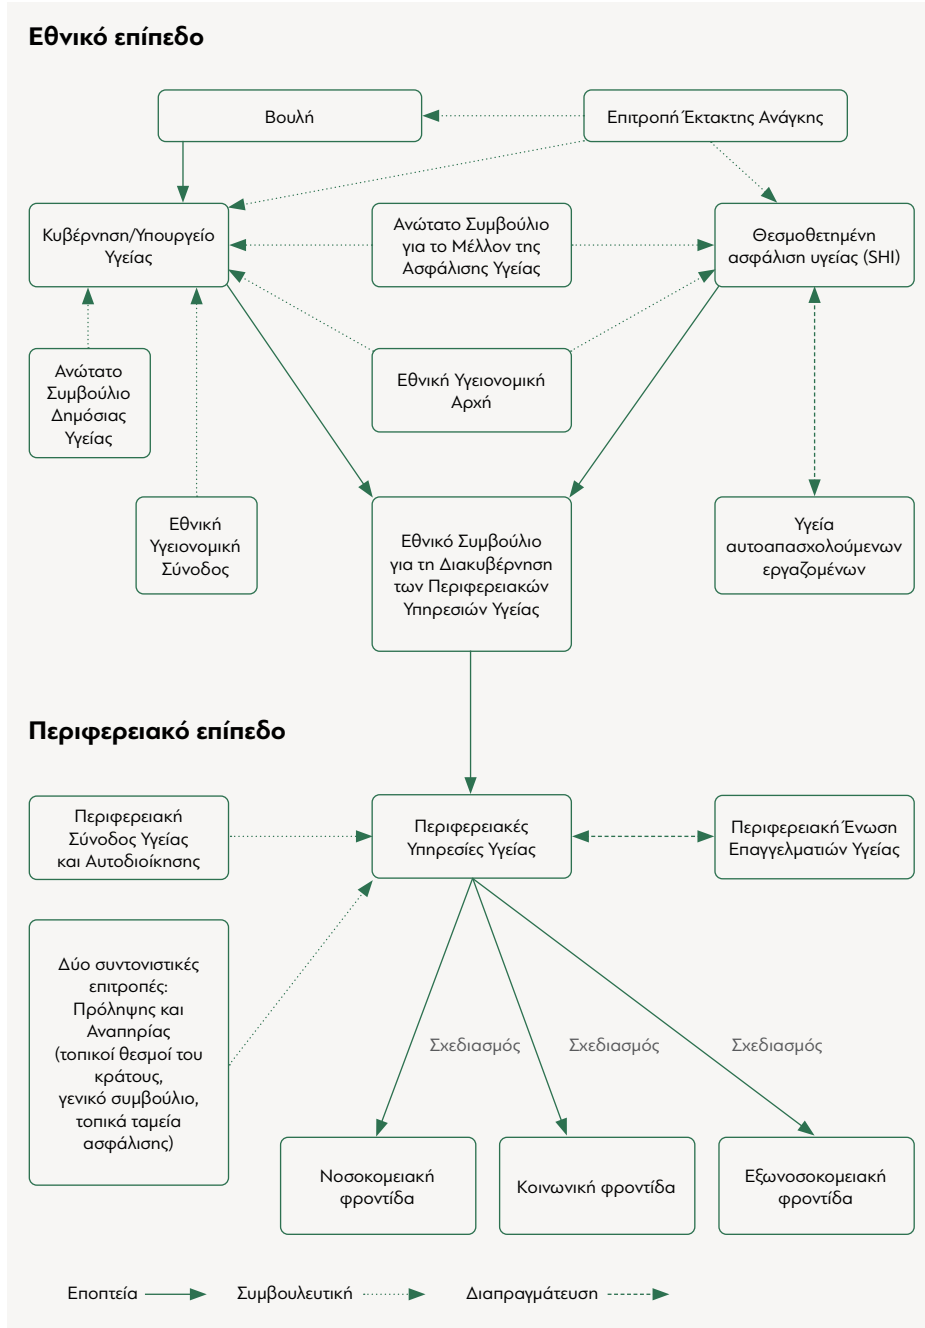 Εθνικό επίπεδο
Βουλή
Επιτροπή Έκτακτης Ανάγκης
Κυβέρνηση/Υπουργείο
Υγείας
Ανώτατο Συμβούλιο
για το Μέλλον της
Ασφάλισης Υγείας
Θεσμοθετημένη
ασφάλιση υγείας (SHI)
Ανώτατο
Συμβούλιο
Δημόσιας
Υγείας
Εθνική Υγειονομική
Αρχή
Εθνική
Υγειονομική
Σύνοδος
Εθνικό Συμβούλιο
για τη Διακυβέρνηση
των Περιφερειακών
Υπηρεσιών Υγείας
Υγεία
αυτοαπασχολούμενων
εργαζομένων
Περιφερειακό επίπεδο
Περιφερειακή
Σύνοδος Υγείας
και Αυτοδιοίκησης
Περιφερειακές
Υπηρεσίες Υγείας
Περιφερειακή Ένωση
Επαγγελματιών Υγείας
Δύο συντονιστικές
επιτροπές:
Πρόληψης και
Αναπηρίας
(τοπικοί θεσμοί του
κράτους,
γενικό συμβούλιο,
τοπικά ταμεία
ασφάλισης)
Σχεδιασμός
Σχεδιασμός
Σχεδιασμός
Νοσοκομειακή
φροντίδα
Κοινωνική φροντίδα
Εξωνοσοκομειακή
φροντίδα
Εποπτεία
Συμβουλευτική
Διαπραγμάτευση